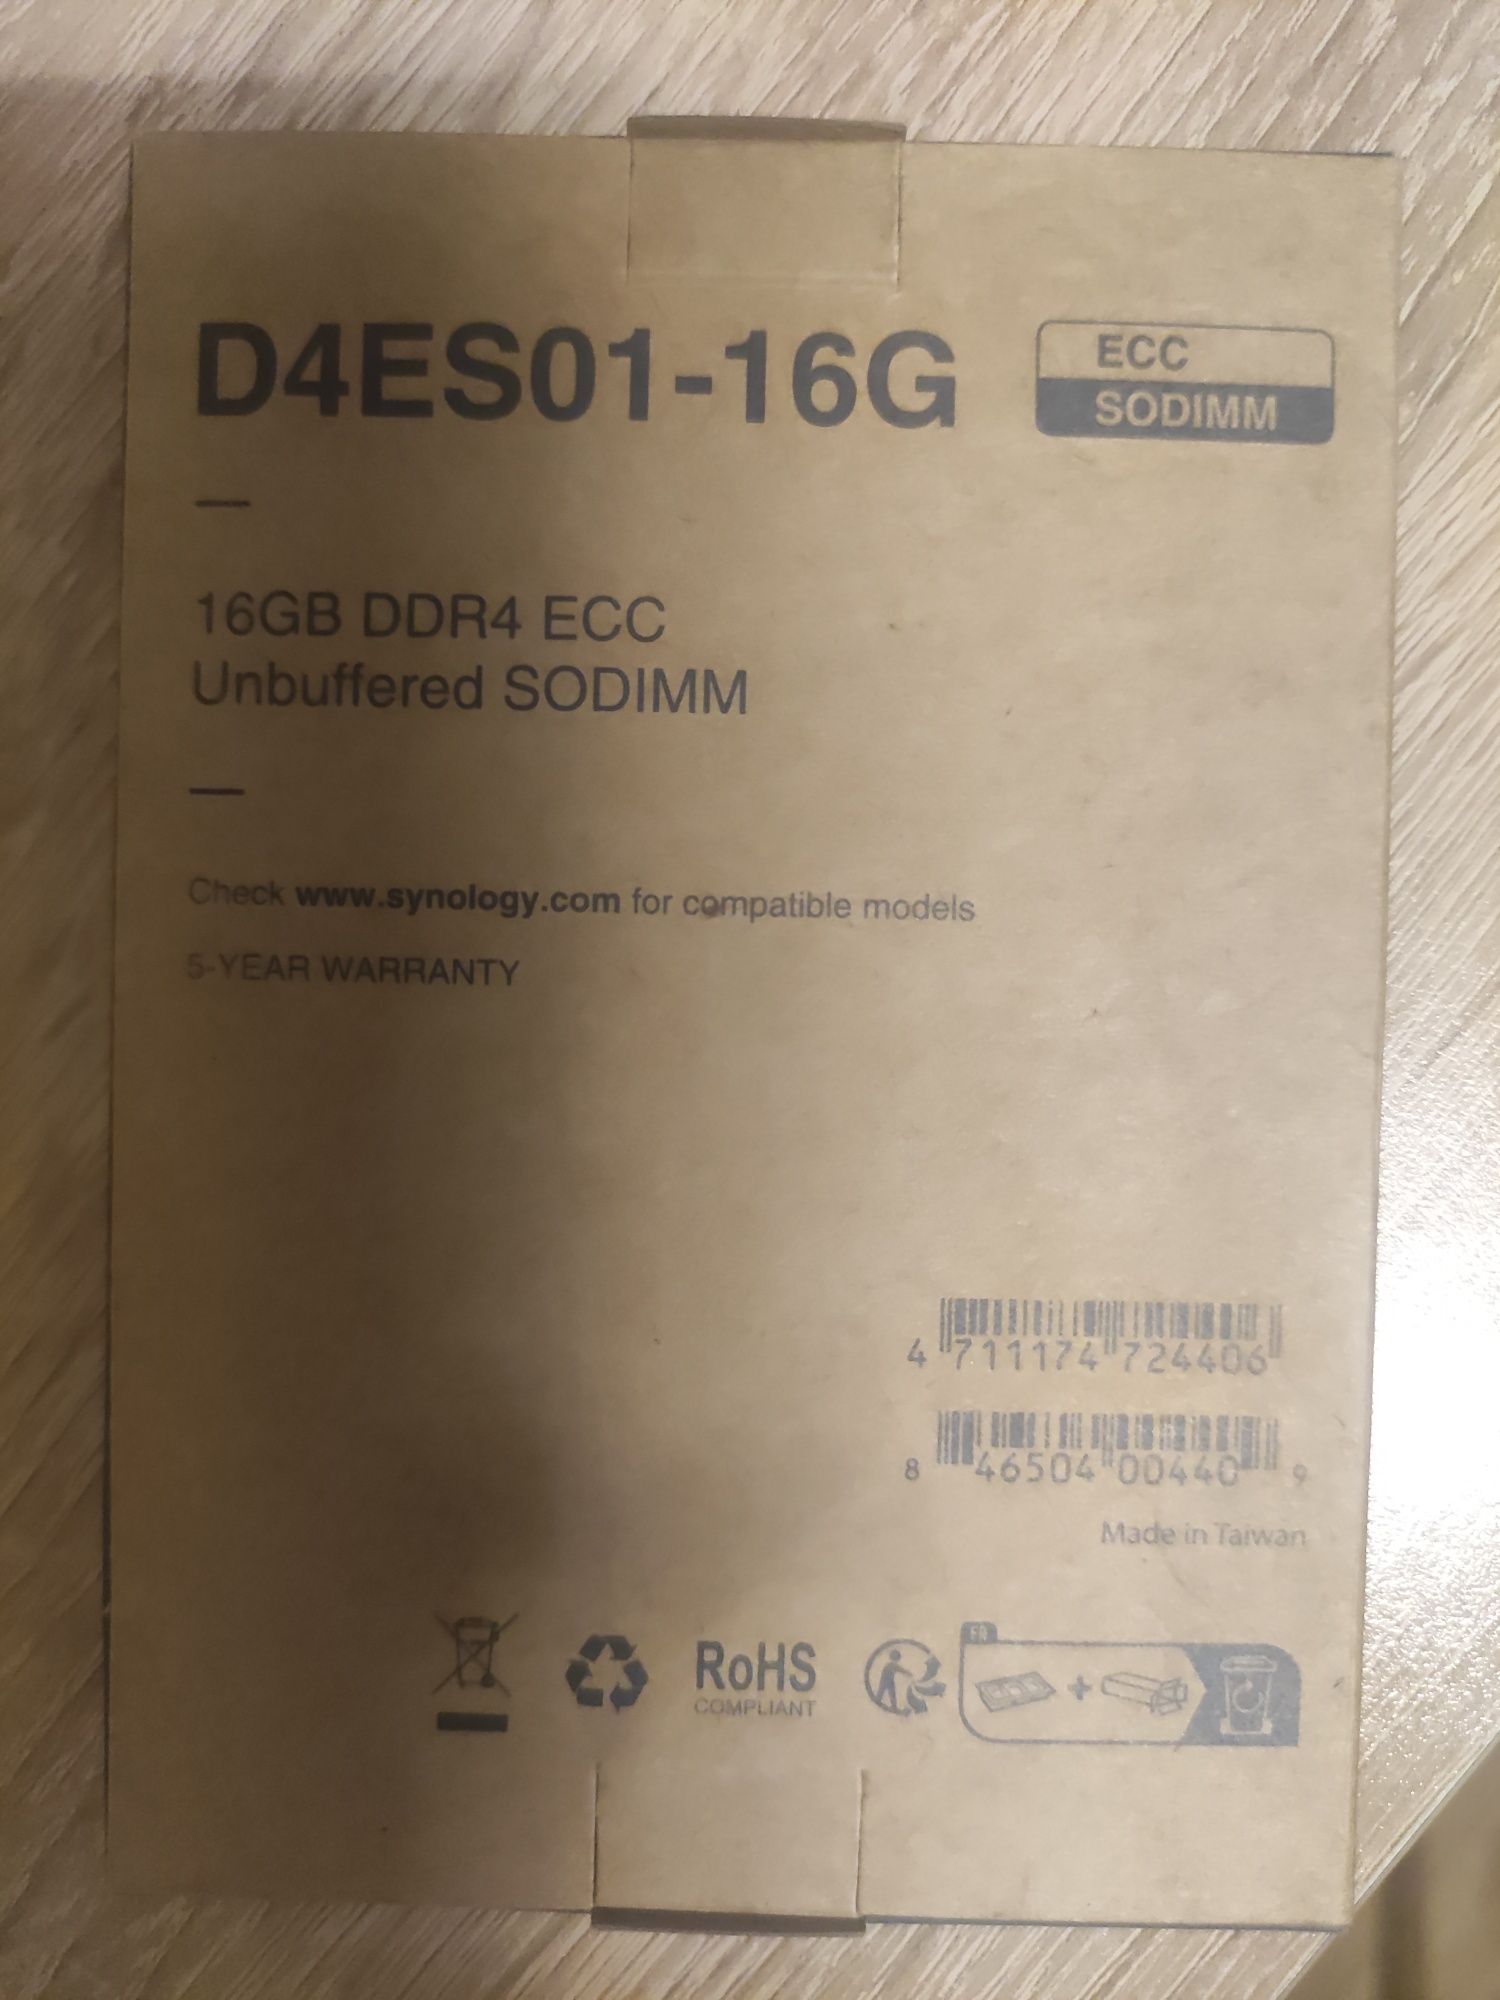 D4ES01-16G
ECC
SODIMM
16GB DDR4 ECC
Unbuffered SODIMM
Check www.synology.com for compatible models
5-YEAR WARRANTY
4 711174 724406
8 46504 00440 9
Made in Taiwan
RoHS
COMPLIANT
FR